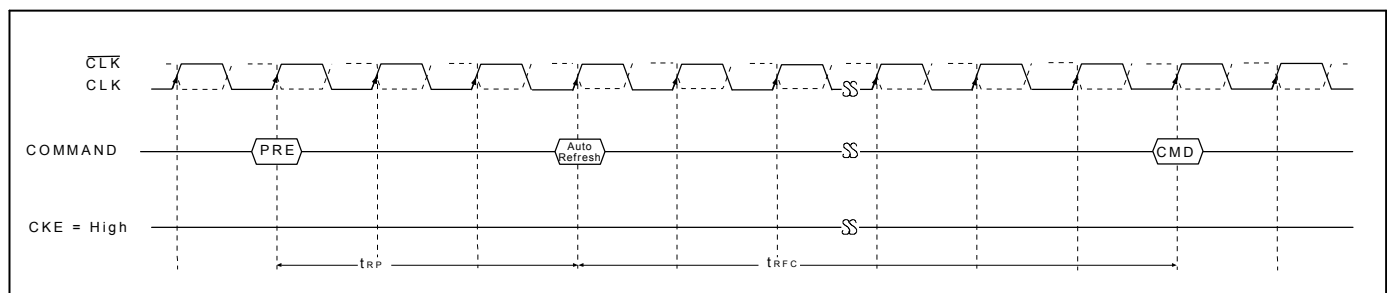 CLK
CLK
COMMAND
PRE
Auto
Refresh
CMD
CKE = High
tRP
tRFC